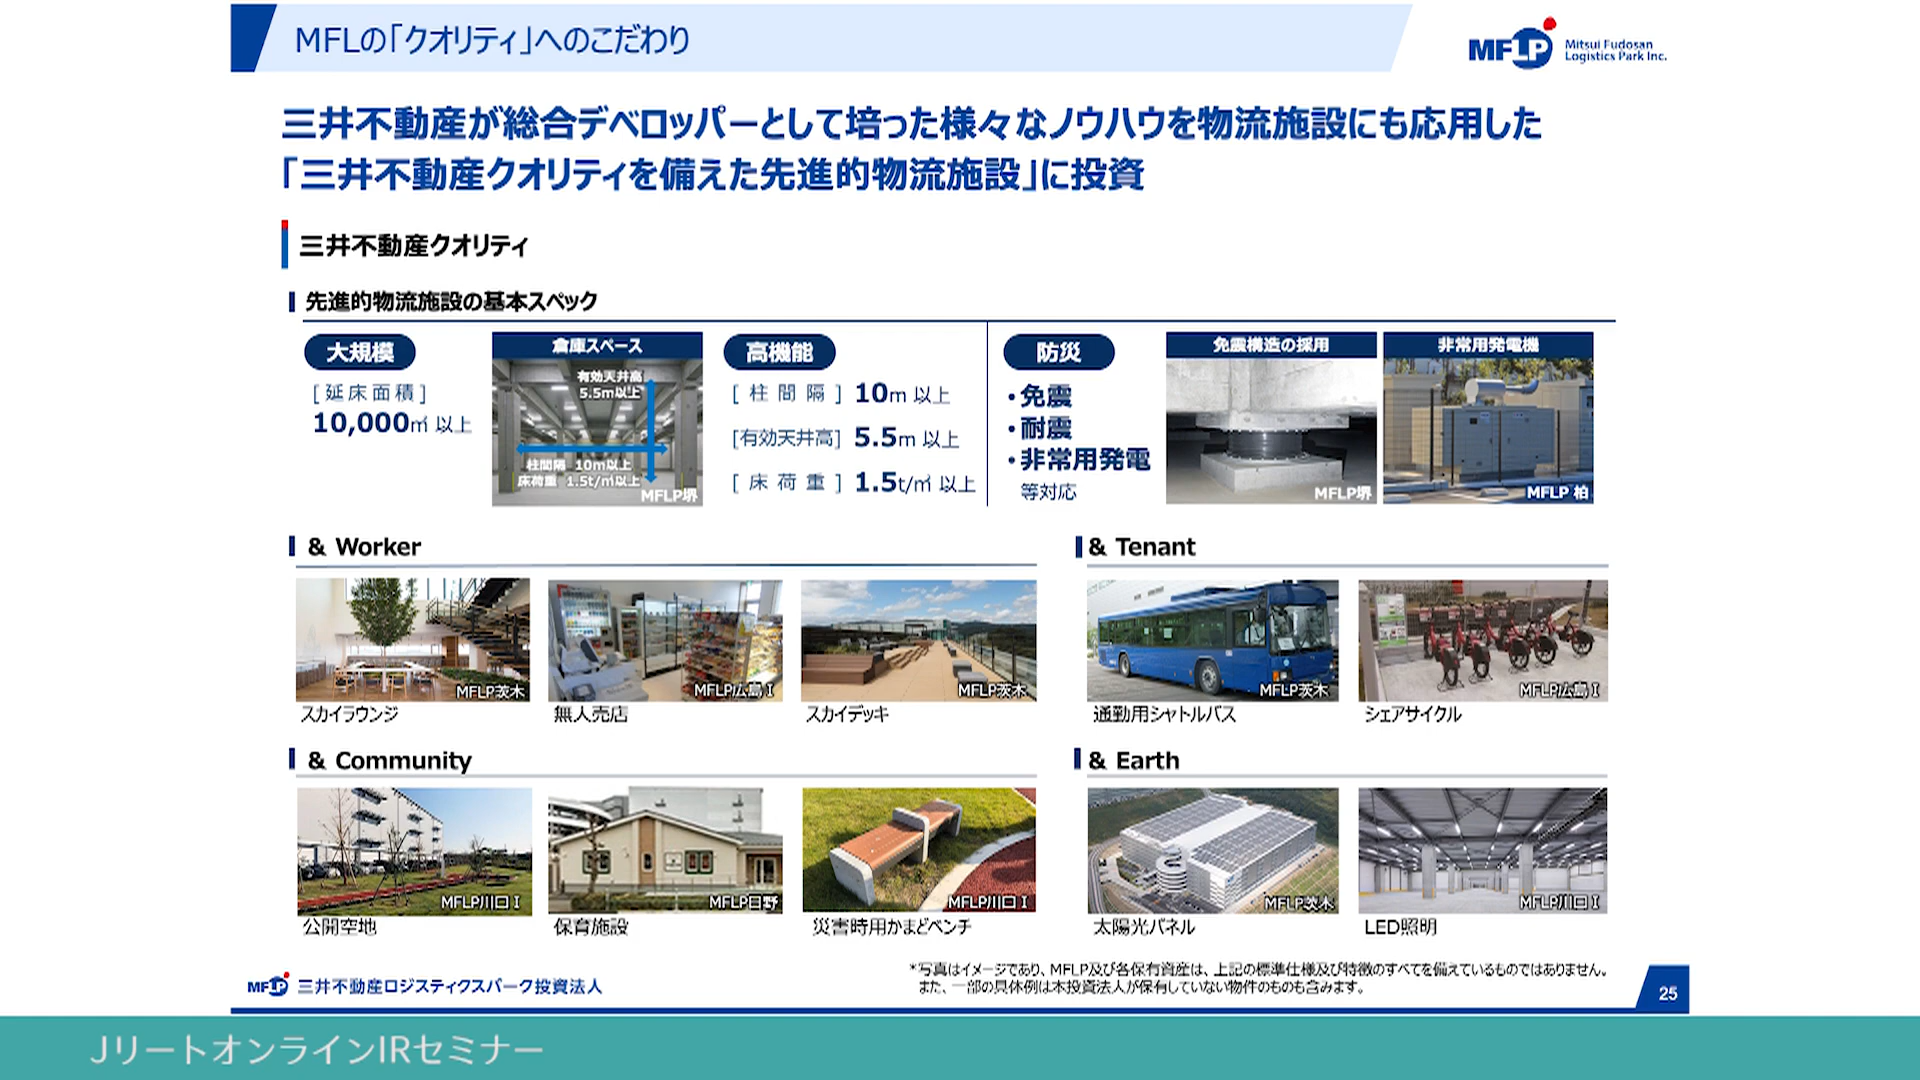 MFLの「クオリティ」へのこだわり
MFLP Mitsui Fudosan
Logistics Park Inc.
三井不動産が総合デベロッパーとして培った様々なノウハウを物流施設にも応用した
「三井不動産クオリティを備えた先進的物流施設」に投資
三井不動産クオリティ
先進的物流施設の基本スペック
大規模
[延床面積]
10,000㎡ 以上
倉庫スペース
有効天井高
5.5m以上
柱間隔 10m以上
床荷重 1.5t/㎡以上
MFLP堺
高機能
[ 柱 間 隔 ] 10m 以上
[有効天井高] 5.5m 以上
[ 床 荷 重 ] 1.5t/㎡ 以上
防災
・免震
・耐震
・非常用発電
等対応
免震構造の採用
MFLP堺
非常用発電機
MFLP 柏
& Worker
MFLP茨木
スカイラウンジ
MFLP広島 I
無人売店
MFLP茨木
スカイデッキ
& Tenant
MFLP茨木
通勤用シャトルバス
MFLP広島 I
シェアサイクル
& Community
MFLP川口 I
公開空地
MFLP日野
保育施設
MFLP川口 I
災害時用かまどベンチ
& Earth
MFLP茨木
太陽光パネル
MFLP川口 I
LED照明
*写真はイメージであり、MFLP及び各保有資産は、上記の標準仕様及び特徴のすべてを備えているものではありません。
また、一部の具体例は本投資法人が保有していない物件のものも含みます。
MFLP 三井不動産ロジスティクスパーク投資法人
25
JリートオンラインIRセミナー